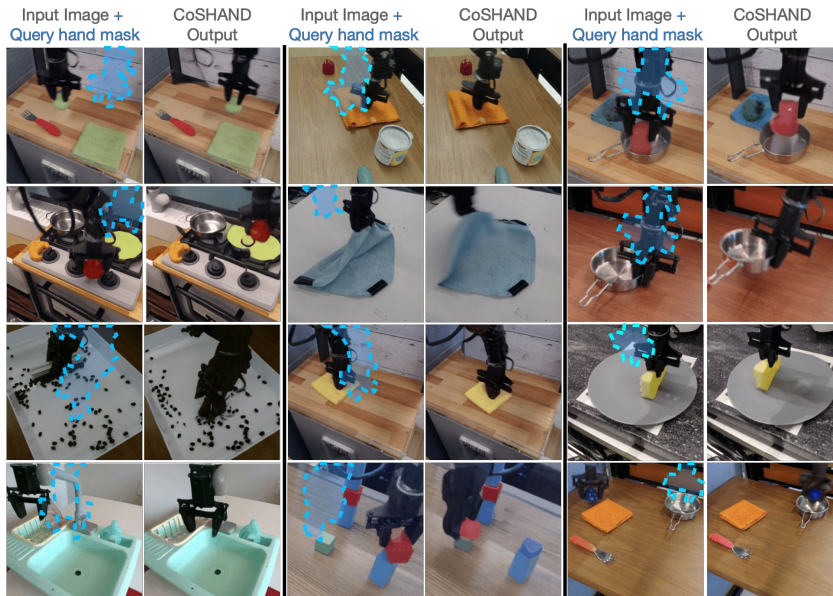 Input Image +
Query hand mask
CoSHAND
Output
Input Image +
Query hand mask
CoSHAND
Output
Input Image +
Query hand mask
CoSHAND
Output